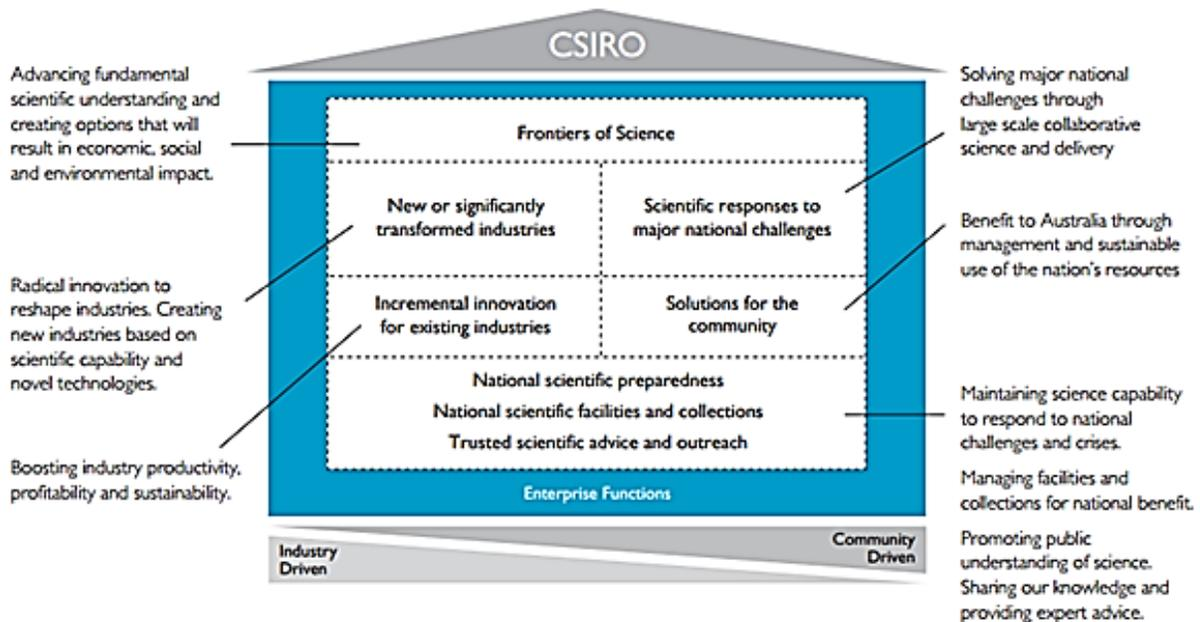 CSIRO
Advancing fundamental
scientific understanding and
creating options that will
result in economic, social
and environmental impact.
Radical innovation to
reshape industries. Creating
new industries based on
scientific capability and
novel technologies.
Boosting industry productivity,
profitability and sustainability.
Frontiers of Science
New or significantly
transformed industries
Scientific responses to
major national challenges
Incremental innovation
for existing industries
Solutions for the
community
National scientific preparedness
National scientific facilities and collections
Trusted scientific advice and outreach
Enterprise Functions
Industry
Driven
Community
Driven
Solving major national
challenges through
large scale collaborative
science and delivery
Benefit to Australia through
management and sustainable
use of the nation's resources
Maintaining science capability
to respond to national
challenges and crises.
Managing facilities and
collections for national benefit.
Promoting public
understanding of science.
Sharing our knowledge and
providing expert advice.